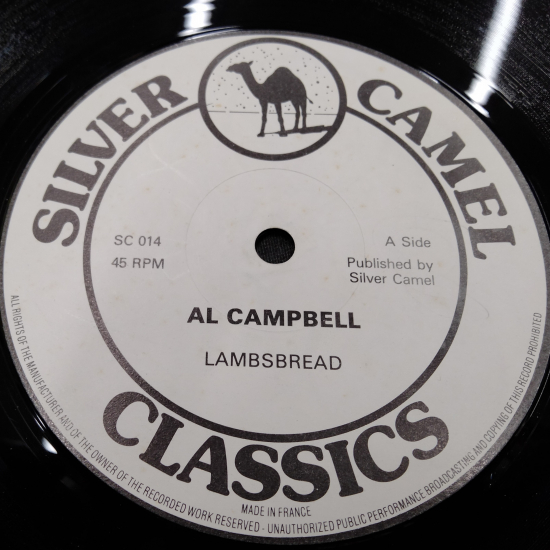 SILVER CAMEL
SC 014
45 RPM
A Side
Published by
Silver Camel
AL CAMPBELL
LAMBSBREAD
CLASSICS
MADE IN FRANCE
ALL RIGHTS OF THE MANUFACTURER AND OF THE OWNER OF THE RECORDED WORK RESERVED - UNAUTHORIZED PUBLIC PERFORMANCE BROADCASTING AND COPYING OF THIS RECORD PROHIBITED